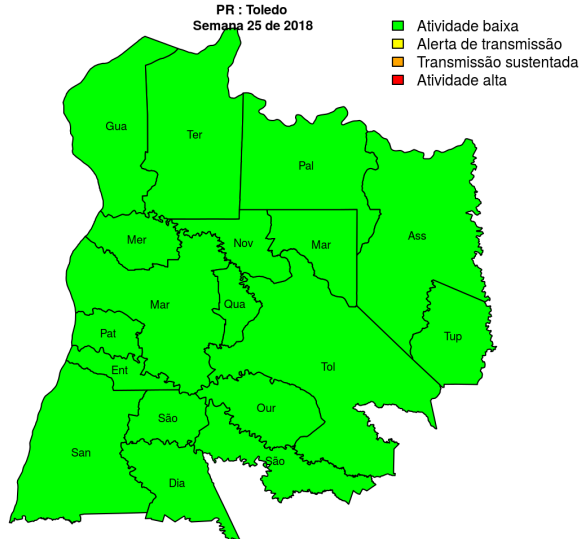 PR : Toledo
Semana 25 de 2018
Atividade baixa
Alerta de transmissão
Transmissão sustentada
Atividade alta
Gua
Ter
Pal
Ass
Mer
Nov
Mar
Mar
Qua
Pat
Tup
Ent
Tol
São
Our
San
São
Dia